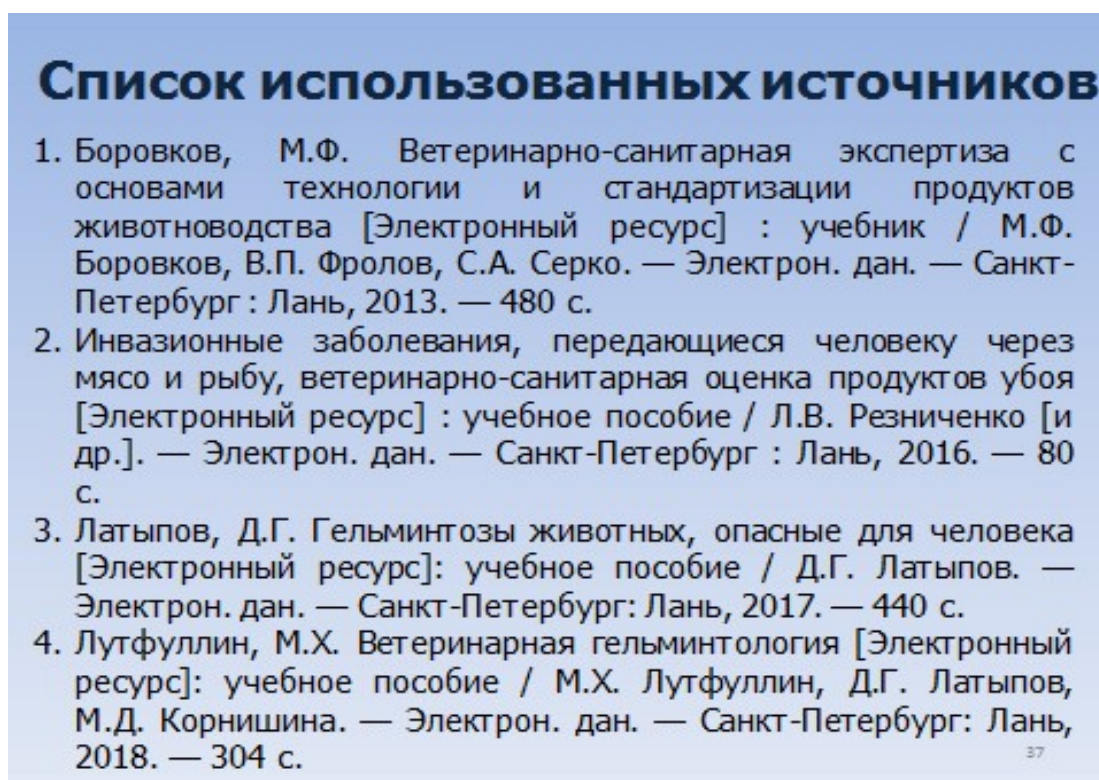 Список использованных источников
1. Боровков, М.Ф. Ветеринарно-санитарная экспертиза с
основами технологии и стандартизации продуктов
животноводства [Электронный ресурс] : учебник / М.Ф.
Боровков, В.П. Фролов, С.А. Серко. — Электрон. дан. — Санкт-
Петербург : Лань, 2013. — 480 с.
2. Инвазионные заболевания, передающиеся человеку через
мясо и рыбу, ветеринарно-санитарная оценка продуктов убоя
[Электронный ресурс] : учебное пособие / Л.В. Резниченко [и
др.]. — Электрон. дан. — Санкт-Петербург : Лань, 2016. — 80
с.
3. Латыпов, Д.Г. Гельминтозы животных, опасные для человека
[Электронный ресурс]: учебное пособие / Д.Г. Латыпов. —
Электрон. дан. — Санкт-Петербург: Лань, 2017. — 440 с.
4. Лутфуллин, М.Х. Ветеринарная гельминтология [Электронный
ресурс]: учебное пособие / М.Х. Лутфуллин, Д.Г. Латыпов,
М.Д. Корнишина. — Электрон. дан. — Санкт-Петербург: Лань,
2018. — 304 с.
37